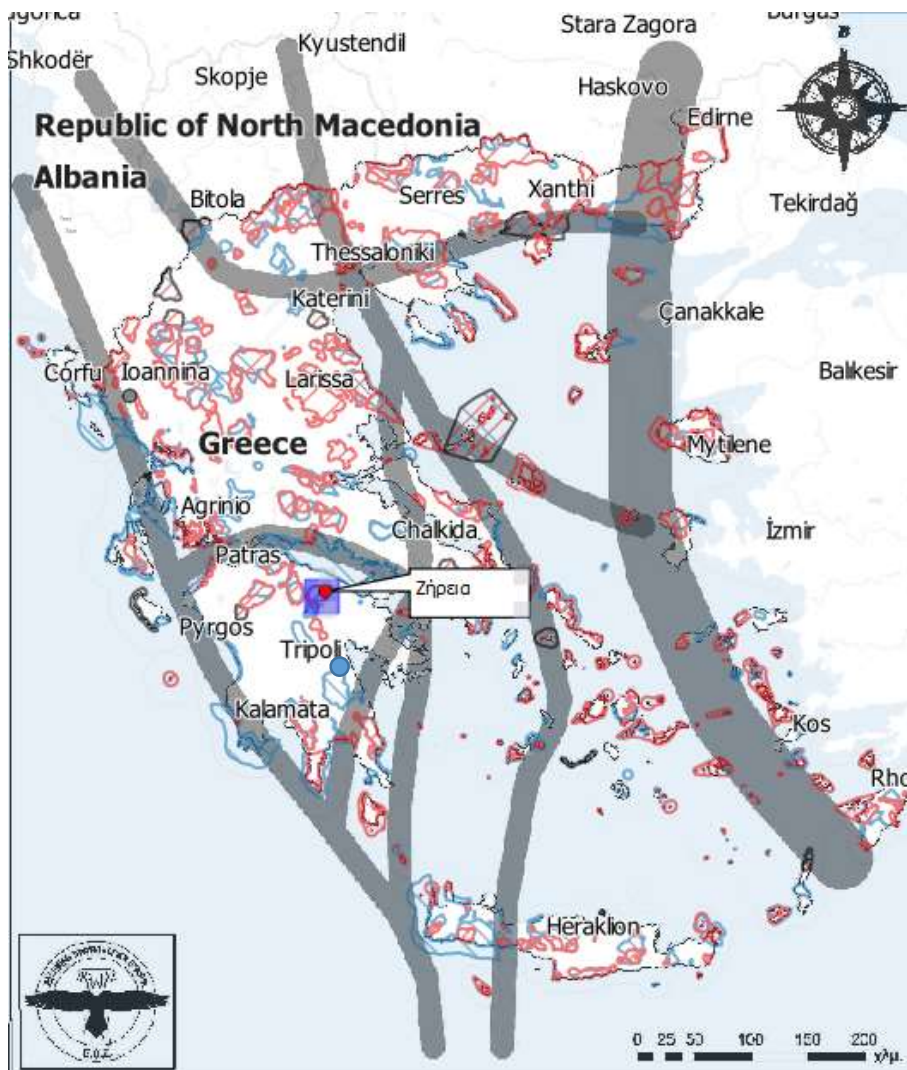 Kyustendil
Stara Zagora
Shkodër
Skopje
Haskovo
Edirne
Republic of North Macedonia
Albania
Bitola
Serres
Xanthi
Tekirdağ
Thessaloniki
Katerini
Çanakkale
Corfu
Ioannina
Larissa
Balıkesir
Greece
Mytilene
Agrinio
Chalkida
İzmir
Patras
Ζήρεια
Pyrgos
Tripoli
Kalamata
Kos
Rho
Heraklion
0 25 50 100 150 200
χλμ.